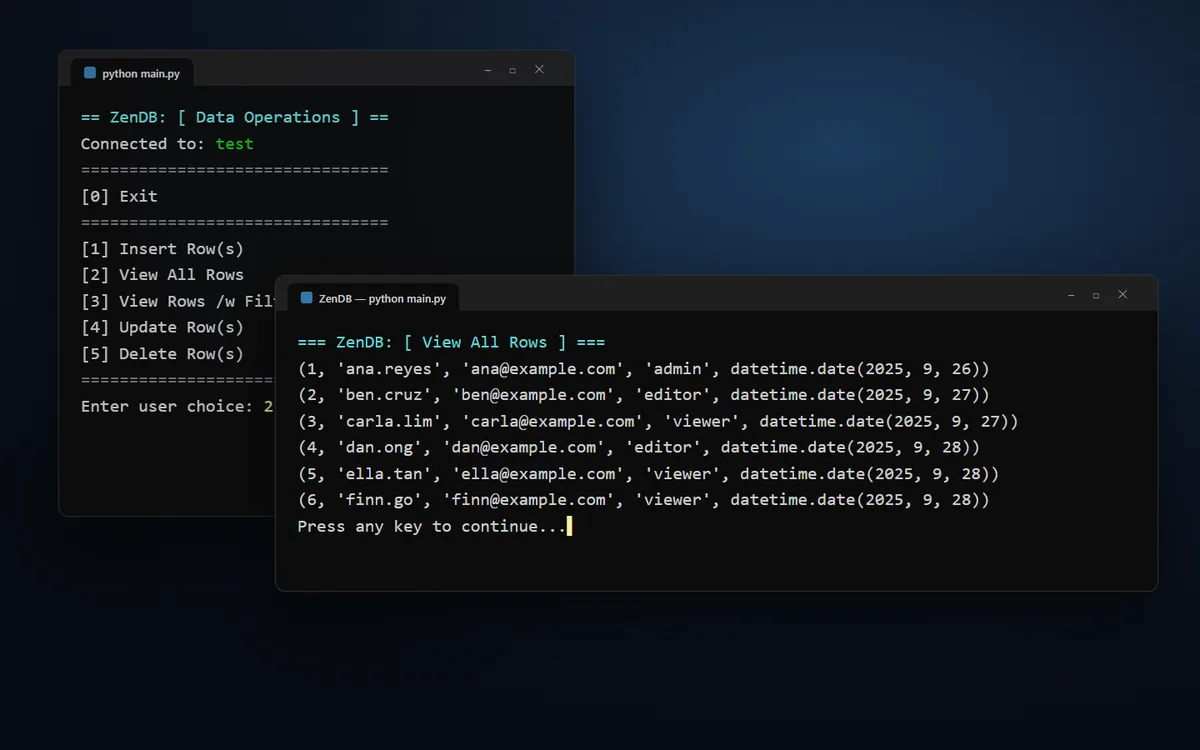 python main.py
== ZenDB: [ Data Operations ] ==
Connected to: test
================================
[0] Exit
================================
[1] Insert Row(s)
[2] View All Rows
[3] View Rows /w
[4] Update Row(s)
[5] Delete Row(s)
====================
Enter user choice: 2
ZenDB — python main.py
=== ZenDB: [ View All Rows ] ===
(1, 'ana.reyes', 'ana@example.com', 'admin', datetime.date(2025, 9, 26))
(2, 'ben.cruz', 'ben@example.com', 'editor', datetime.date(2025, 9, 27))
(3, 'carla.lim', 'carla@example.com', 'viewer', datetime.date(2025, 9, 27))
(4, 'dan.ong', 'dan@example.com', 'editor', datetime.date(2025, 9, 28))
(5, 'ella.tan', 'ella@example.com', 'viewer', datetime.date(2025, 9, 28))
(6, 'finn.go', 'finn@example.com', 'viewer', datetime.date(2025, 9, 28))
Press any key to continue...